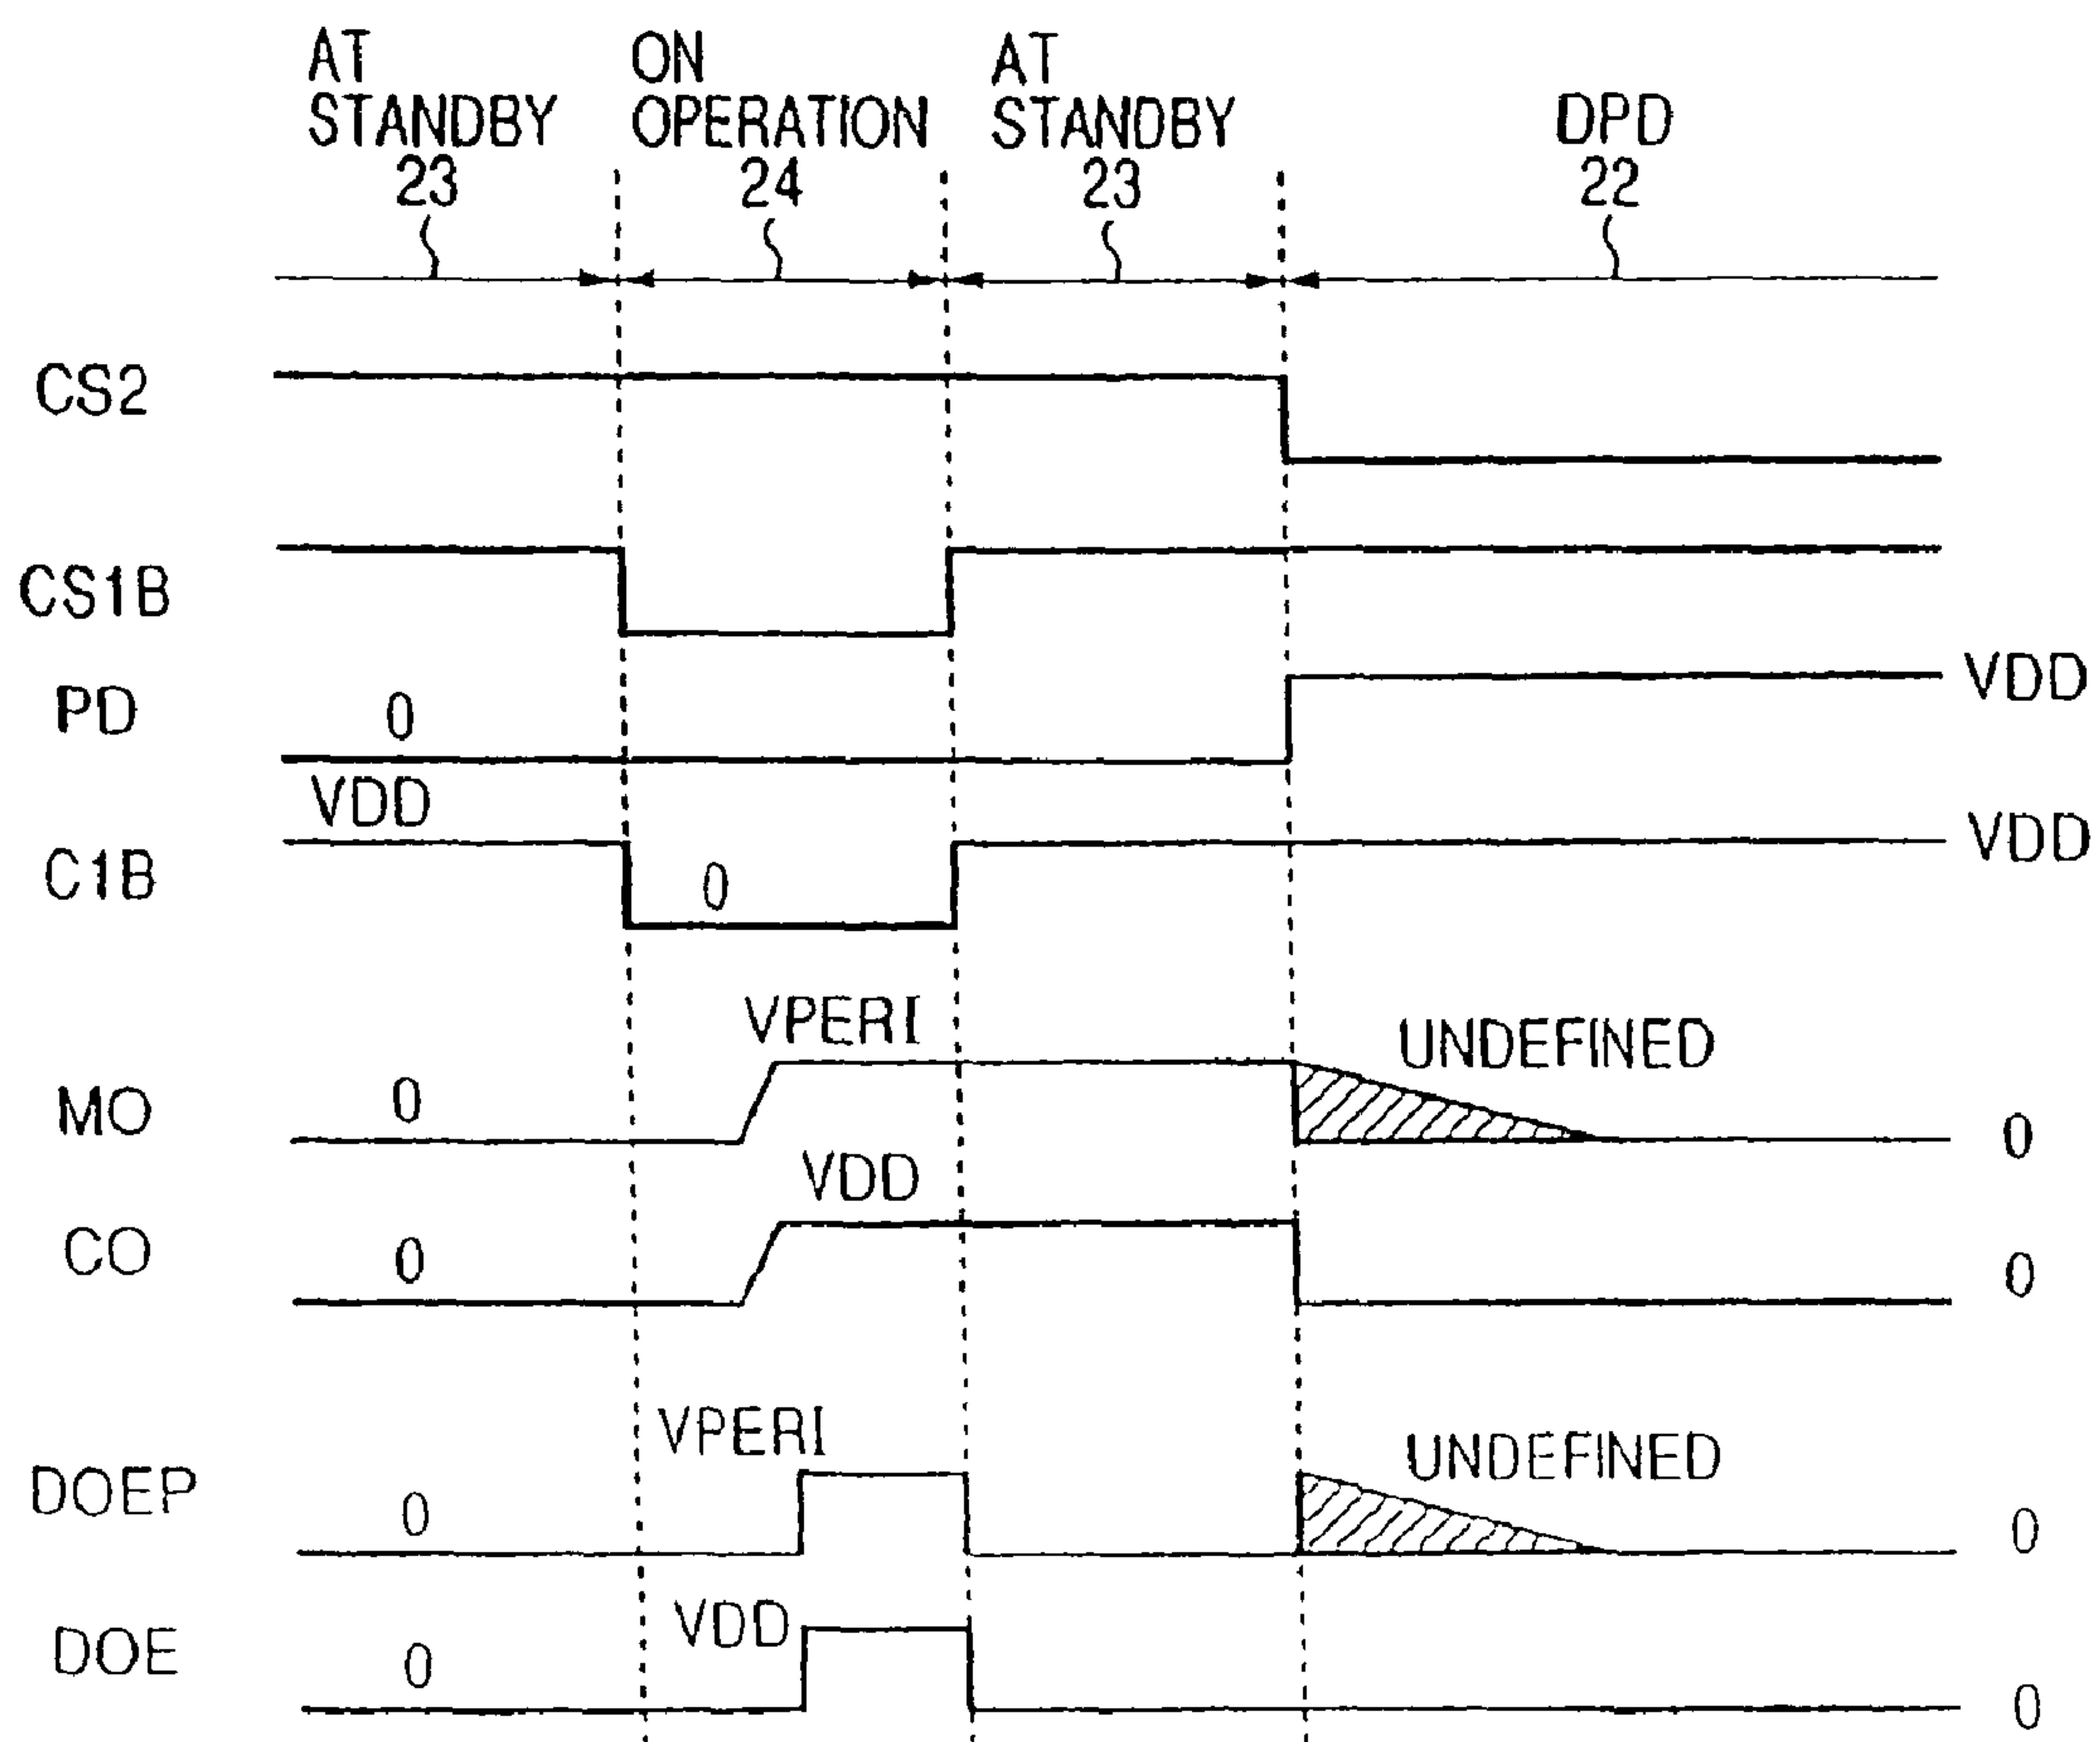 AT STANDBY 23
ON OPERATION 24
AT STANDBY 23
DPD 22
CS2
CS1B
PD 0 VDD
C1B VDD 0 VDD
MO 0 VPERI UNDEFINED 0
CO 0 VDD 0
DOEP 0 VPERI UNDEFINED 0
DOE 0 VDD 0